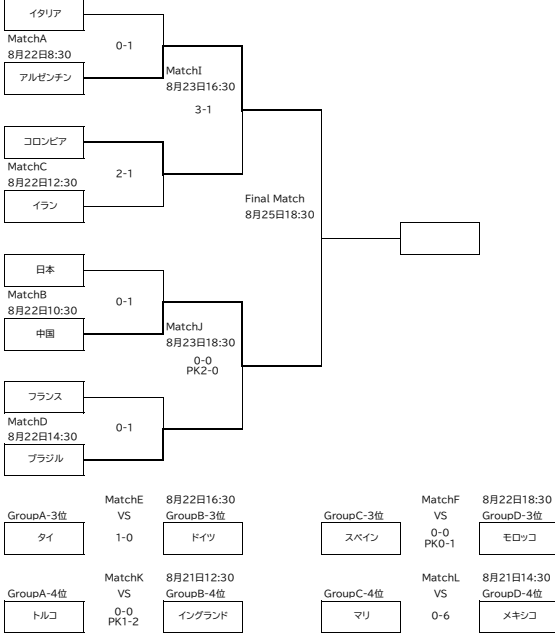 イタリア
MatchA
8月22日8:30
0-1
アルゼンチン
MatchI
8月23日16:30
3-1
コロンビア
MatchC
8月22日12:30
2-1
イラン
Final Match
8月25日18:30
日本
MatchB
8月22日10:30
0-1
中国
MatchJ
8月23日18:30
0-0
PK2-0
フランス
MatchD
8月22日14:30
0-1
ブラジル
MatchE 8月22日16:30
GroupA-3位 VS GroupB-3位
タイ 1-0 ドイツ
MatchF 8月22日18:30
GroupC-3位 VS GroupD-3位
スペイン 0-0 モロッコ
PK0-1
MatchK 8月21日12:30
GroupA-4位 VS GroupB-4位
トルコ 0-0 イングランド
PK1-2
MatchL 8月21日14:30
GroupC-4位 VS GroupD-4位
マリ 0-6 メキシコ